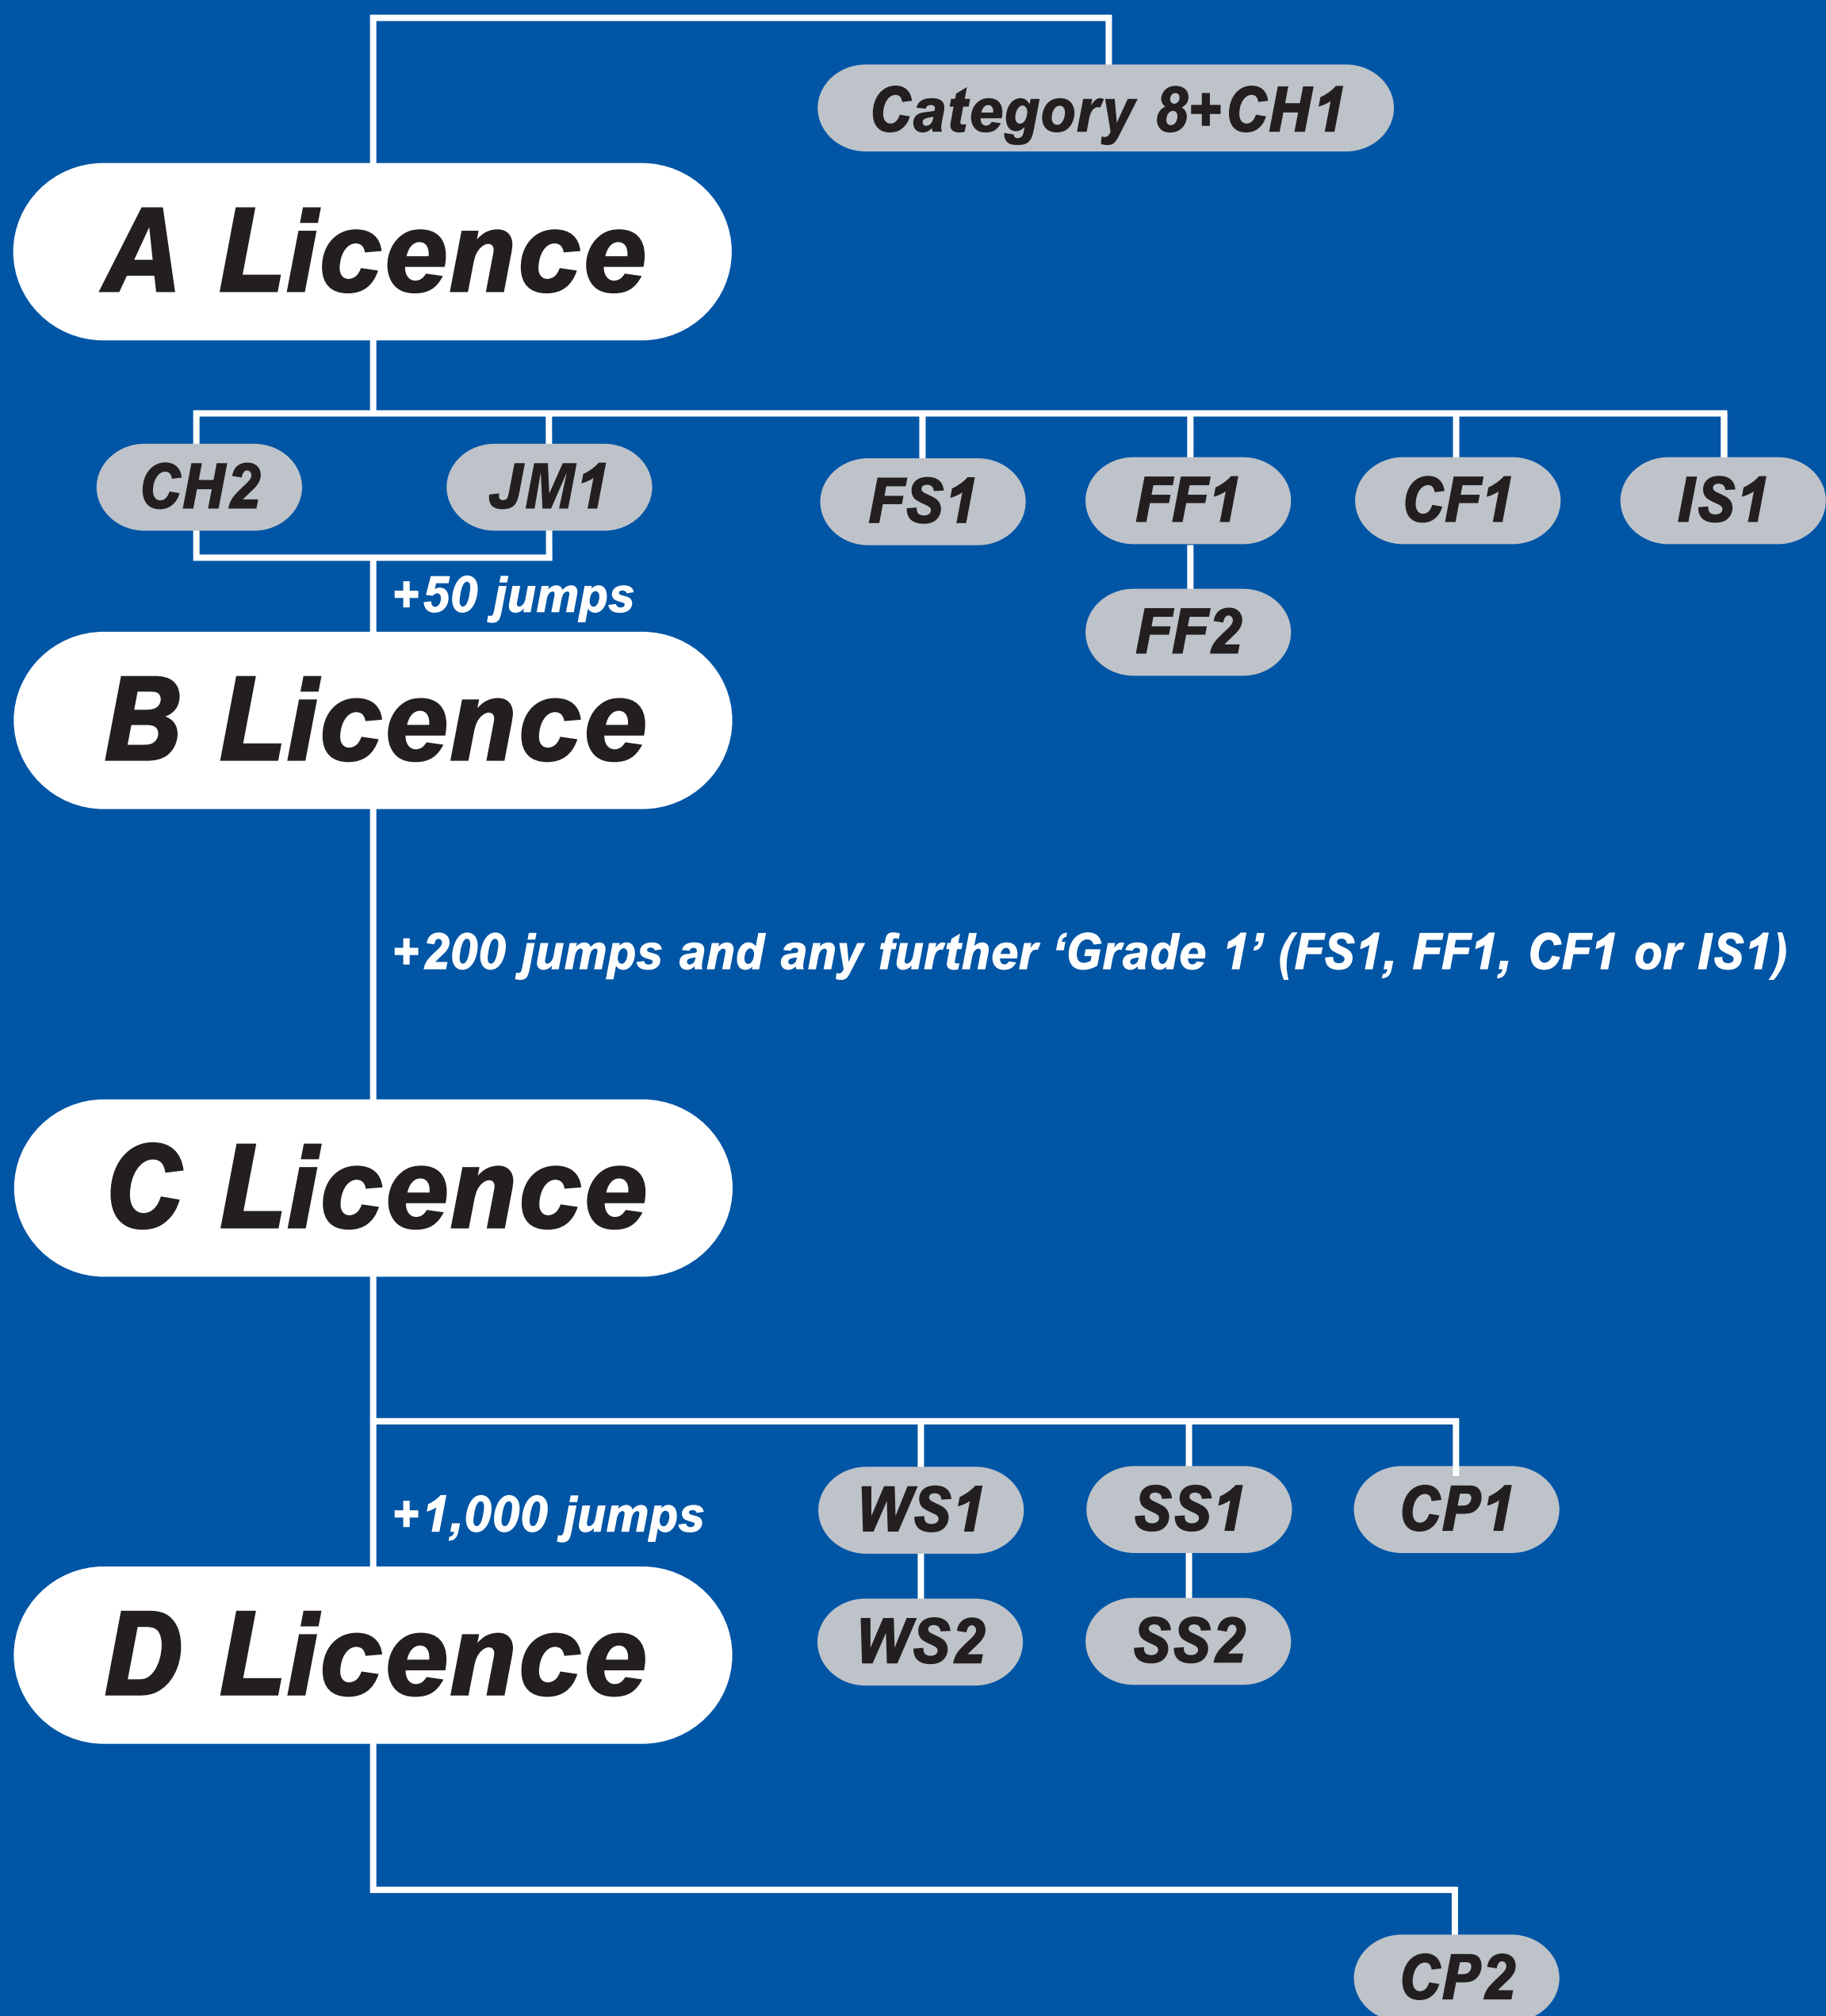 Category 8+CH1
A Licence
CH2
JM1
FS1
FF1
CF1
IS1
+50 jumps
FF2
B Licence
+200 jumps and any further ‘Grade 1’ (FS1, FF1, CF1 or IS1)
C Licence
+1,000 jumps
WS1
SS1
CP1
D Licence
WS2
SS2
CP2